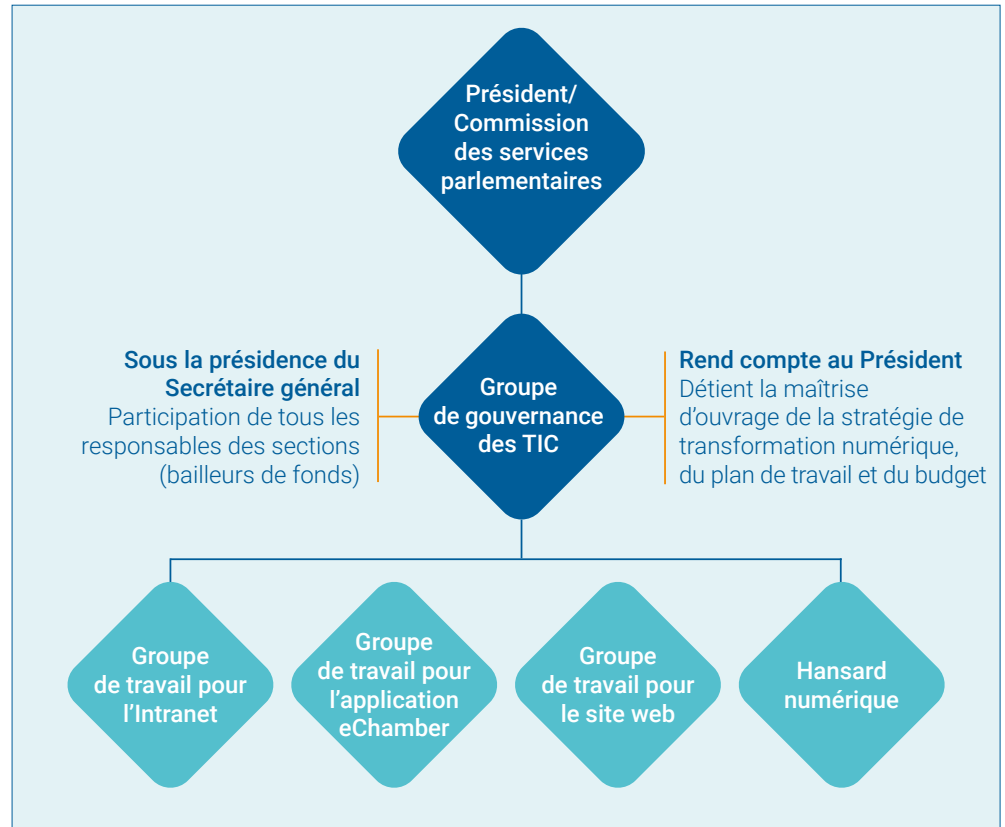 Président/
Commission
des services
parlementaires
Sous la présidence du
Secrétaire général
Participation de tous les
responsables des sections
(bailleurs de fonds)
Groupe
de gouvernance
des TIC
Rend compte au Président
Détient la maîtrise
d’ouvrage de la stratégie de
transformation numérique,
du plan de travail et du budget
Groupe
de travail pour
l’Intranet
Groupe
de travail pour
l’application
eChamber
Groupe
de travail pour
le site web
Hansard
numérique